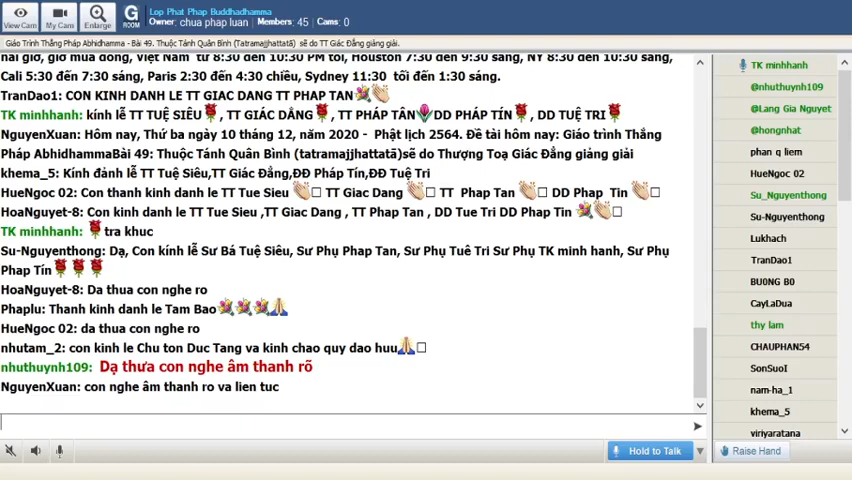 View Cam
My Cam
Enlarge
G
ROOM
Lop Phat Phap Buddhadhamma
Owner: chua phap luan Members: 45 Cams: 0
Giáo Trình Thắng Pháp Abhidhamma - Bài 49. Thuộc Tánh Quân Bình (Tatramajjhattatā) sẽ do TT Giác Đẳng giảng giải.
hai giờ, giờ mùa đông, Việt Nam từ 8:30 đến 10:30 PM tối, Houston 7:30 đến 9:30 sáng, NY 8:30 đến 10:30 sáng,
Cali 5:30 đến 7:30 sáng, Paris 2:30 đến 4:30 chiều, Sydney 11:30 tối đến 1:30 sáng.
TranDao1: CON KINH DANH LE TT GIAC DANG TT PHAP TAN💐👏
TK minhhanh: kính lễ TT TUỆ SIÊU🌹, TT GIÁC ĐẲNG🌹, TT PHÁP TÂN🌷DD PHÁP TÍN🌹, DD TUỆ TRI🌹
NguyenXuan: Hôm nay, Thứ ba ngày 10 tháng 12, năm 2020 - Phật lịch 2564. Đề tài hôm nay: Giáo trình Thắng
Pháp AbhidhammaBài 49: Thuộc Tánh Quân Bình (tatramajjhattatā)sẽ do Thượng Toạ Giác Đẳng giảng giải
khema_5: Kính đảnh lễ TT Tuệ Siêu,TT Giác Đẳng,ĐĐ Pháp Tín,ĐĐ Tuệ Tri
HueNgoc 02: Con thanh kinh danh le TT Tue Sieu 👏🏻 TT Giac Dang 👏🏻 TT Phap Tan 👏🏻 DD Phap Tin 👏🏻
HoaNguyet-8: Con kinh danh le TT Tue Sieu ,TT Giac Dang , TT Phap Tan , DD Tue Tri DD Phap Tin 💐👏🏻
TK minhhanh: 🌹tra khuc
Su-Nguyenthong: Dạ, Con kính lễ Sư Bá Tuệ Siêu, Sư Phụ Phap Tan, Sư Phụ Tuê Tri Sư Phụ TK minh hanh, Sư Phụ
Phap Tín🌹🌹🌹
HoaNguyet-8: Da thua con nghe ro
Phaplu: Thanh kinh danh le Tam Bao💐💐💐🙏
HueNgoc 02: da thua con nghe ro
nhutam_2: con kinh le Chu ton Duc Tang va kinh chao quy dao huu🙏🏻
nhuthuynh109: Dạ thưa con nghe âm thanh rõ
NguyenXuan: con nghe âm thanh ro va lien tuc
TK minhhanh
@nhuthuynh109
@Lang Gia Nguyet
@hongnhat
phan q liem
HueNgoc 02
Su_Nguyenthong
Su-Nguyenthong
Lukhach
TranDao1
BU0NG B0
CayLaDua
thy lam
CHAUPHAN54
SonSuoI
nam-ha_1
khema_5
viriyaratana
Hold to Talk
Raise Hand